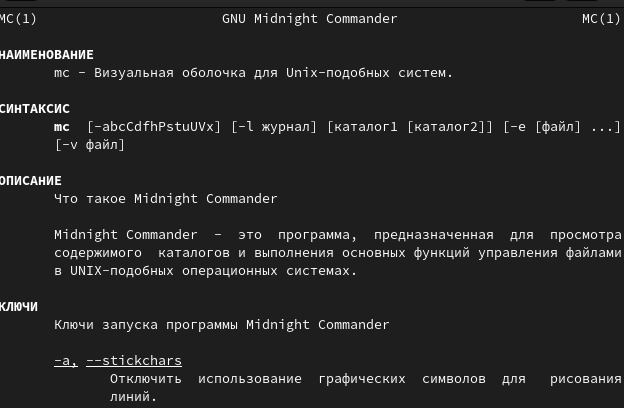 MC(1) GNU Midnight Commander MC(1)
НАИМЕНОВАНИЕ
mc - Визуальная оболочка для Unix-подобных систем.
СИНТАКСИС
mc [-abcCdfhPstuUVx] [-l журнал] [каталог1 [каталог2]] [-e [файл] ...]
[-v файл]
ОПИСАНИЕ
Что такое Midnight Commander
Midnight Commander - это программа, предназначенная для просмотра
содержимого каталогов и выполнения основных функций управления файлами
в UNIX-подобных операционных системах.
КЛЮЧИ
Ключи запуска программы Midnight Commander
-a, --stickchars
Отключить использование графических символов для рисования
линий.